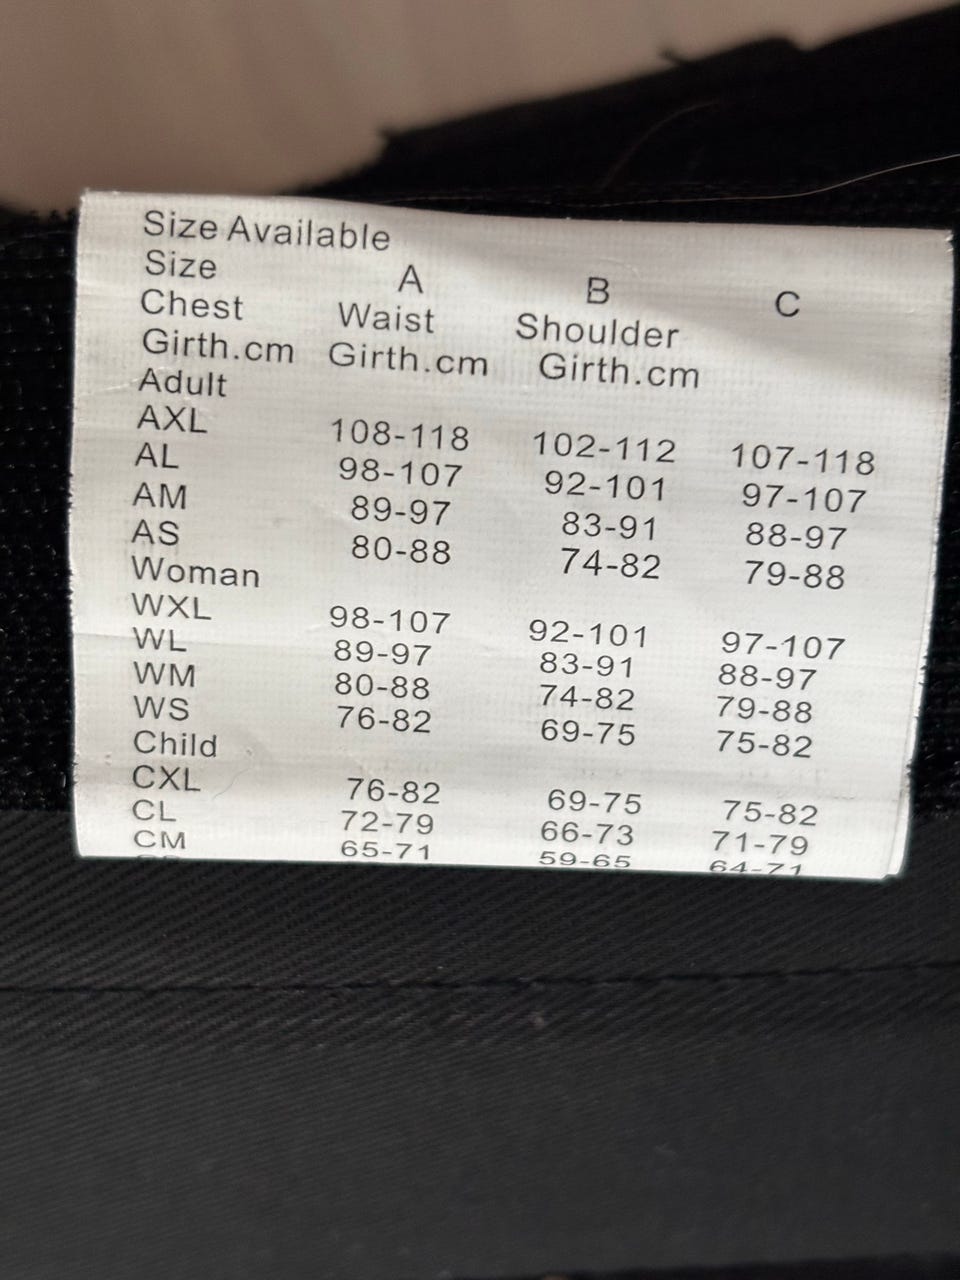 Size Available
Size A B C
Chest Waist Shoulder
Girth.cm Girth.cm Girth.cm
Adult
AXL 108-118 102-112 107-118
AL 98-107 92-101 97-107
AM 89-97 83-91 88-97
AS 80-88 74-82 79-88
Woman
WXL 98-107 92-101 97-107
WL 89-97 83-91 88-97
WM 80-88 74-82 79-88
WS 76-82 69-75 75-82
Child
CXL 76-82 69-75 75-82
CL 72-79 66-73 71-79
CM 65-71 59-65 64-71